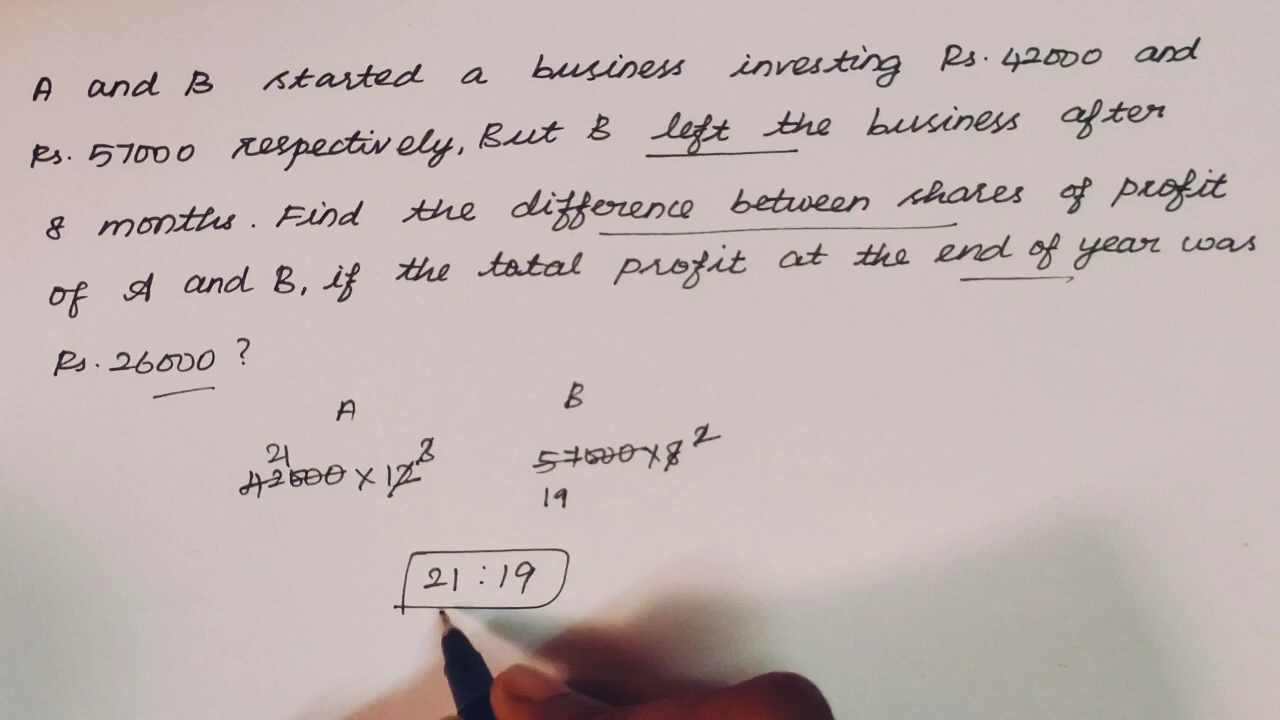 A and B started a business investing Rs. 42000 and
Rs. 57000 respectively, But B left the business after
8 months. Find the difference between shares of profit
of A and B, if the total profit at the end of year was
Rs. 26000 ?
A B
21 3 2
42000 x 12 57000 x 8
19
21 : 19